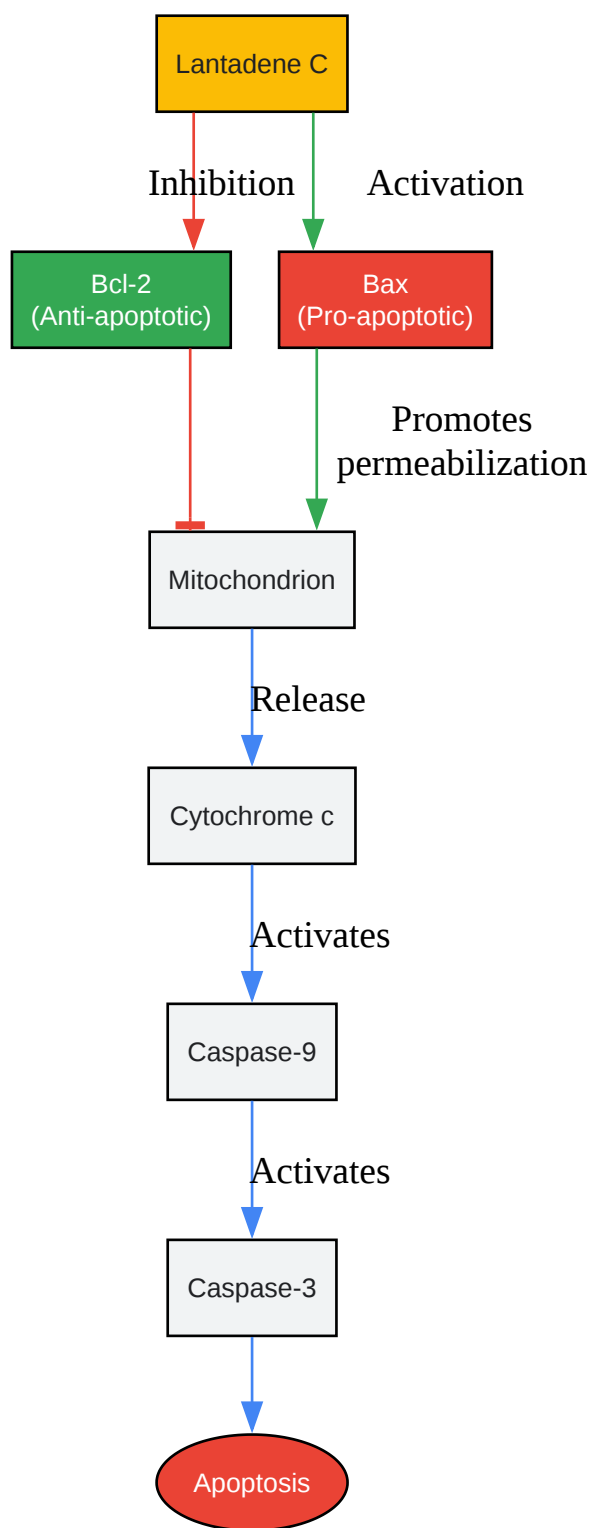 Lantadene C
Inhibition
Activation
Bcl-2
(Anti-apoptotic)
Bax
(Pro-apoptotic)
Promotes
permeabilization
Mitochondrion
Release
Cytochrome c
Activates
Caspase-9
Activates
Caspase-3
Apoptosis